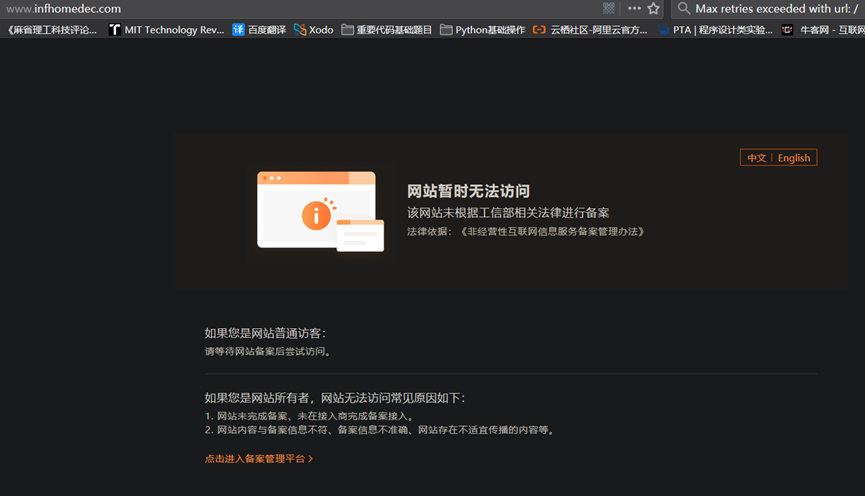 www.infhomedec.com
Max retries exceeded with url: /
《麻省理工科技评论...
MIT Technology Rev...
译 百度翻译
Xodo
重要代码基础题目
Python基础操作
云栖社区-阿里云官方...
PTA | 程序设计类实验...
牛客网 - 互联网
中文 | English
网站暂时无法访问
该网站未根据工信部相关法律进行备案
法律依据：《非经营性互联网信息服务备案管理办法》
如果您是网站普通访客：
请等待网站备案后尝试访问。
如果您是网站所有者，网站无法访问常见原因如下：
1. 网站未完成备案、未在接入商完成备案接入。
2. 网站内容与备案信息不符、备案信息不准确、网站存在不适宜传播的内容等。
点击进入备案管理平台 >